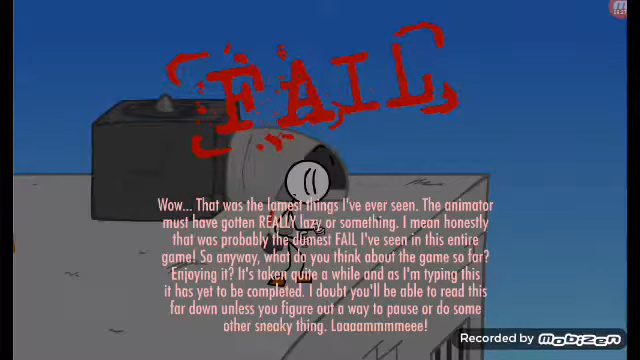 FAIL
Wow... That was the lamest things I've ever seen. The animator
must have gotten REALLY lazy or something. I mean honestly
that was probably the dumest FAIL I've seen in this entire
game! So anyway, what do you think about the game so far?
Enjoying it? It's taken quite a while and as I'm typing this
it has yet to be completed. I doubt you'll be able to read this
far down unless you figure out a way to pause or do some
other sneaky thing. Laaaammmmeee!
Recorded by MOBIZEN